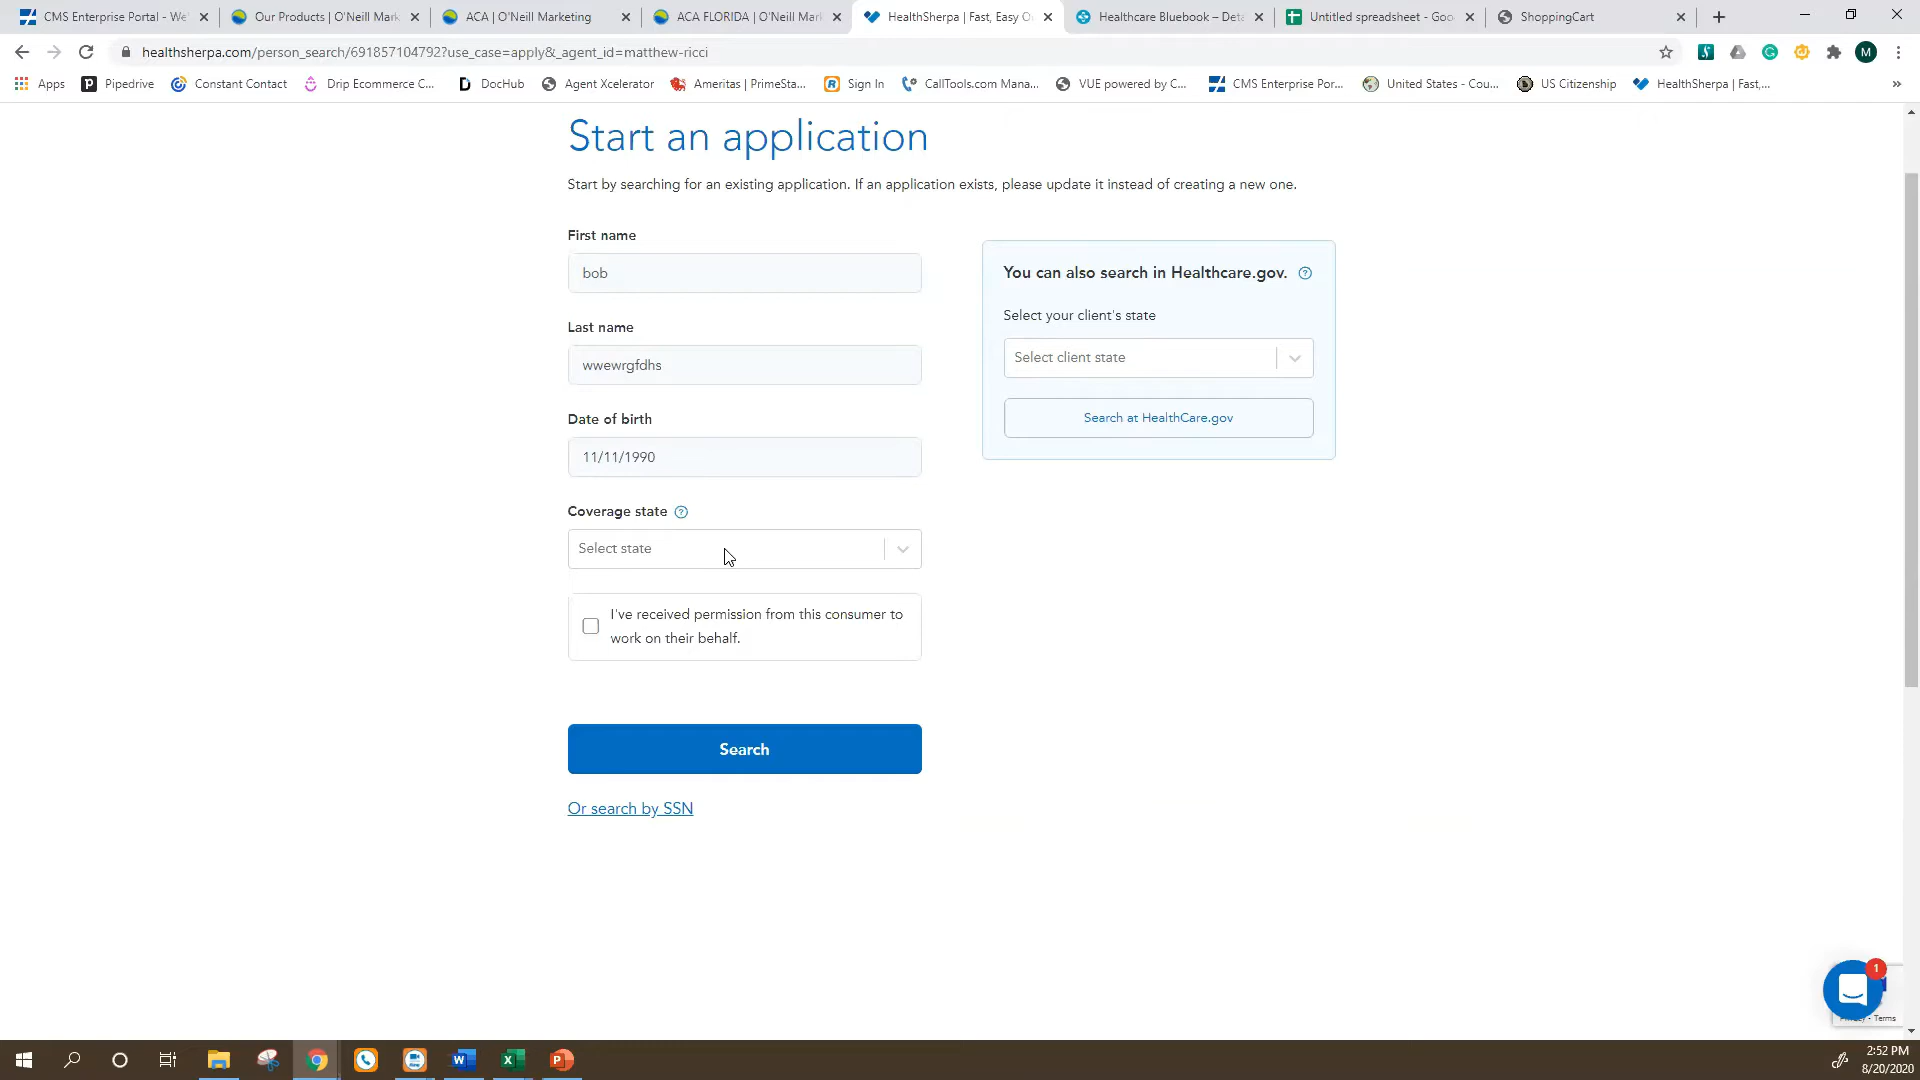 CMS Enterprise Portal - We
Our Products | O'Neill Mark
ACA | O'Neill Marketing
ACA FLORIDA | O'Neill Mar
HealthSherpa | Fast, Easy O
Healthcare Bluebook – Deta
Untitled spreadsheet - Goo
ShoppingCart
healthsherpa.com/person_search/691857104792?use_case=apply&_agent_id=matthew-ricci
M
Apps
Pipedrive
Constant Contact
Drip Ecommerce C...
DocHub
Agent Xcelerator
Ameritas | PrimeSta...
Sign In
CallTools.com Mana...
VUE powered by C...
CMS Enterprise Por...
United States - Cou...
US Citizenship
HealthSherpa | Fast,...
»
Start an application
Start by searching for an existing application. If an application exists, please update it instead of creating a new one.
First name
bob
Last name
wwewrgfdhs
Date of birth
11/11/1990
Coverage state ?
Select state
I've received permission from this consumer to
work on their behalf.
Search
Or search by SSN
You can also search in Healthcare.gov. ?
Select your client's state
Select client state
Search at HealthCare.gov
1
Terms
2:52 PM
8/20/2020